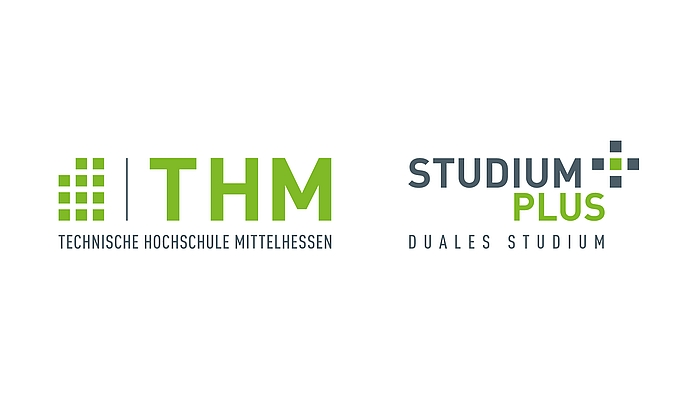 THM
TECHNISCHE HOCHSCHULE MITTELHESSEN
STUDIUM
PLUS
DUALES STUDIUM